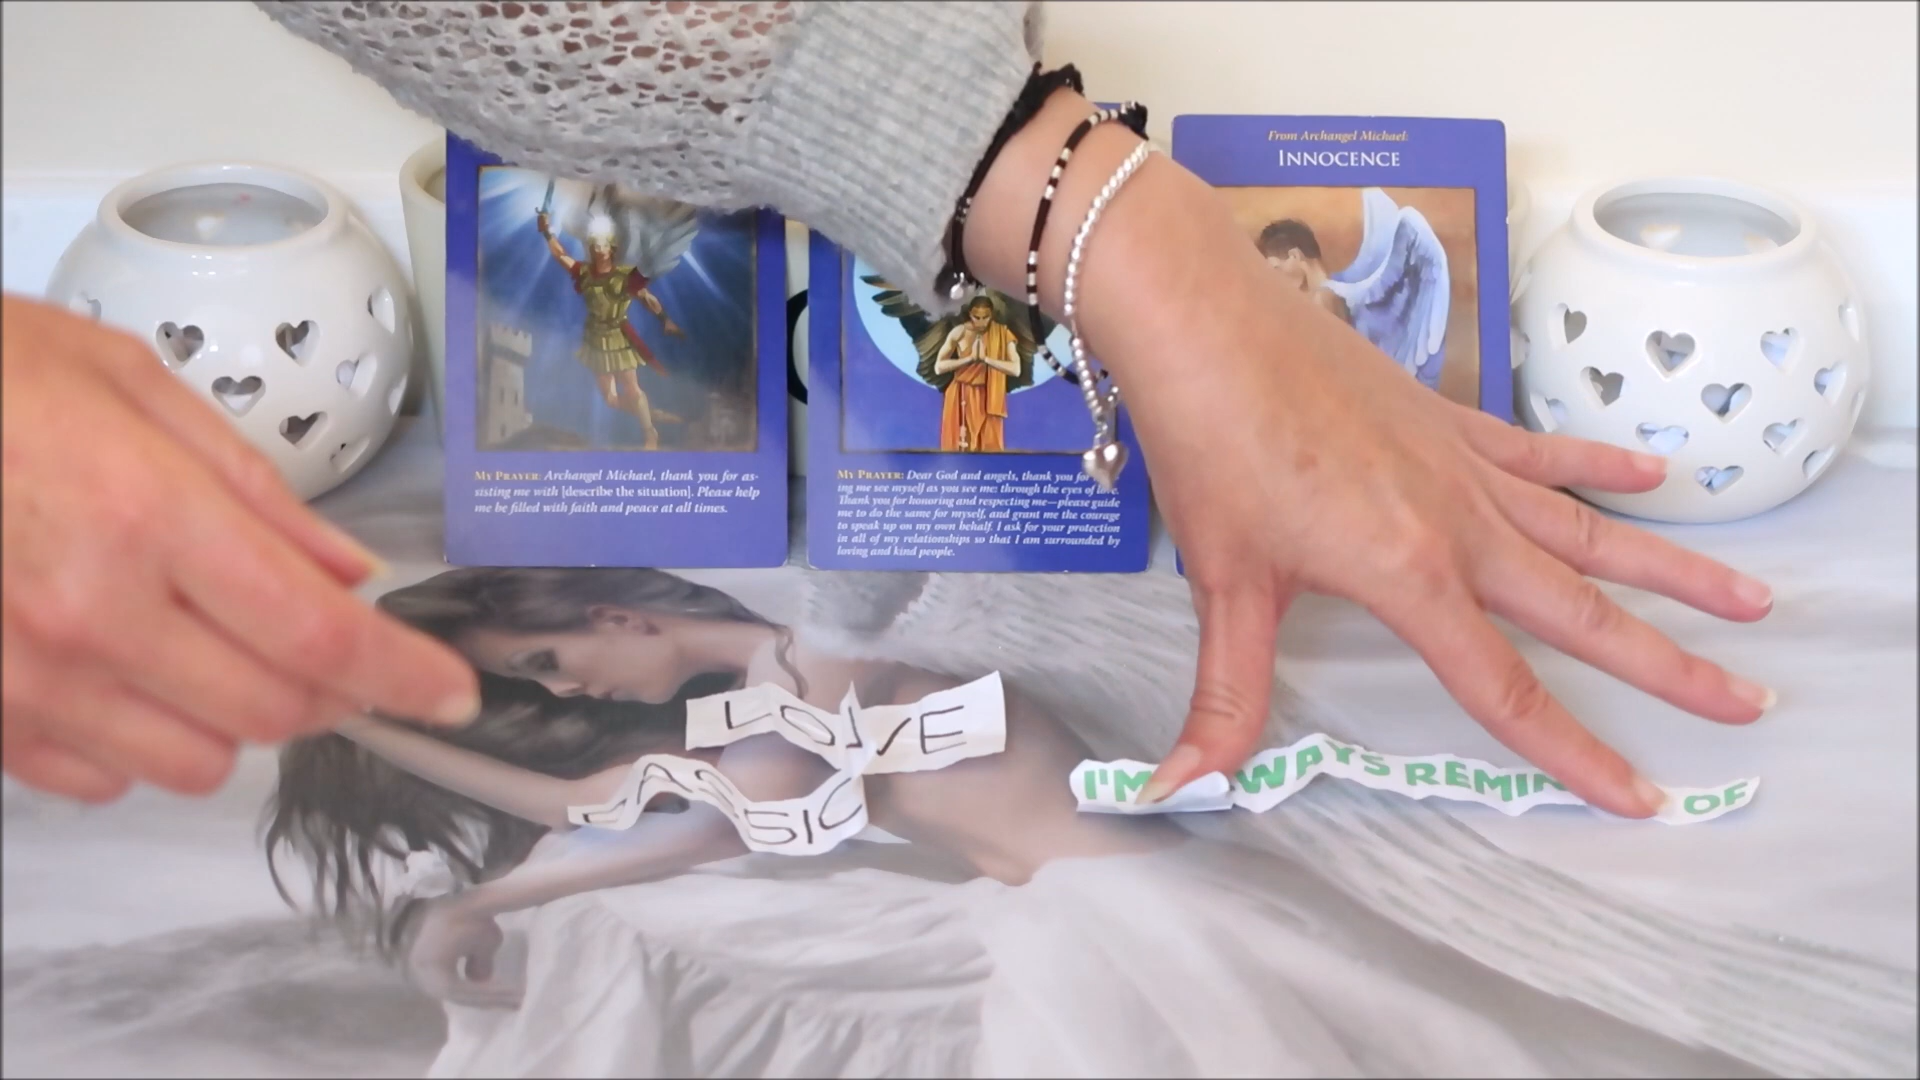 From Archangel Michael:
INNOCENCE
MY PRAYER: Archangel Michael, thank you for as-
sisting me with [describe the situation]. Please help
me be filled with faith and peace at all times.
MY PRAYER: Dear God and angels, thank you for
ing me see myself as you see me: through the eyes of love.
Thank you for honoring and respecting me—please guide
me to do the same for myself, and grant me the courage
to speak up on my own behalf. I ask for your protection
in all of my relationships so that I am surrounded by
loving and kind people.
LOVE
I'M WAYS REMIN OF